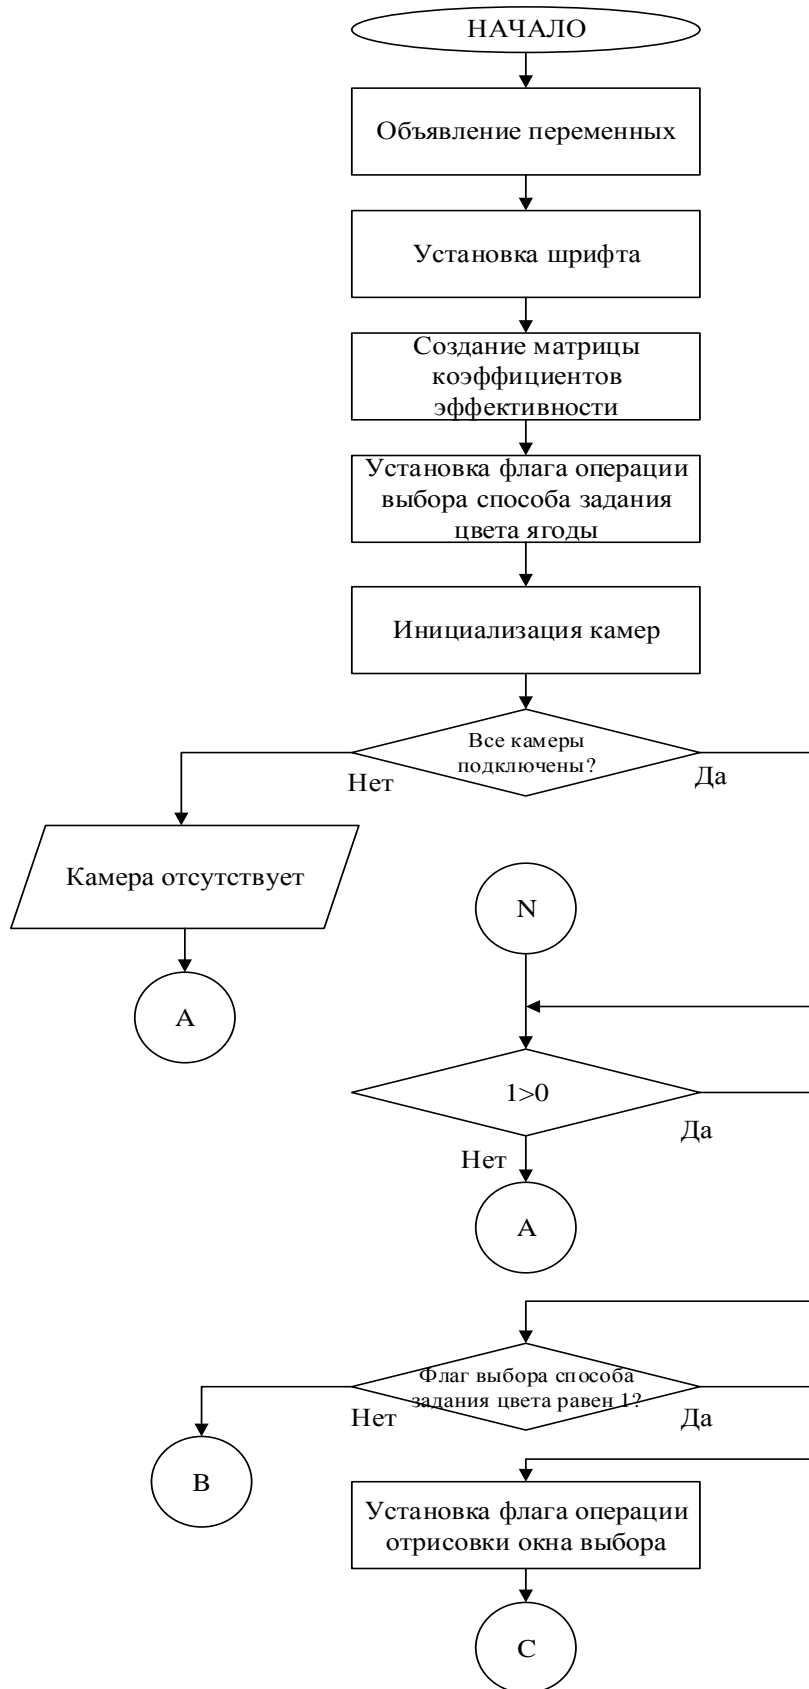 НАЧАЛО
Объявление переменных
Установка шрифта
Создание матрицы
коэффициентов
эффективности
Установка флага операции
выбора способа задания
цвета ягоды
Инициализация камер
Все камеры
подключены?
Нет
Да
Камера отсутствует
A
N
1>0
Да
Нет
A
Флаг выбора способа
задания цвета равен 1?
Нет
Да
B
Установка флага операции
отрисовки окна выбора
C